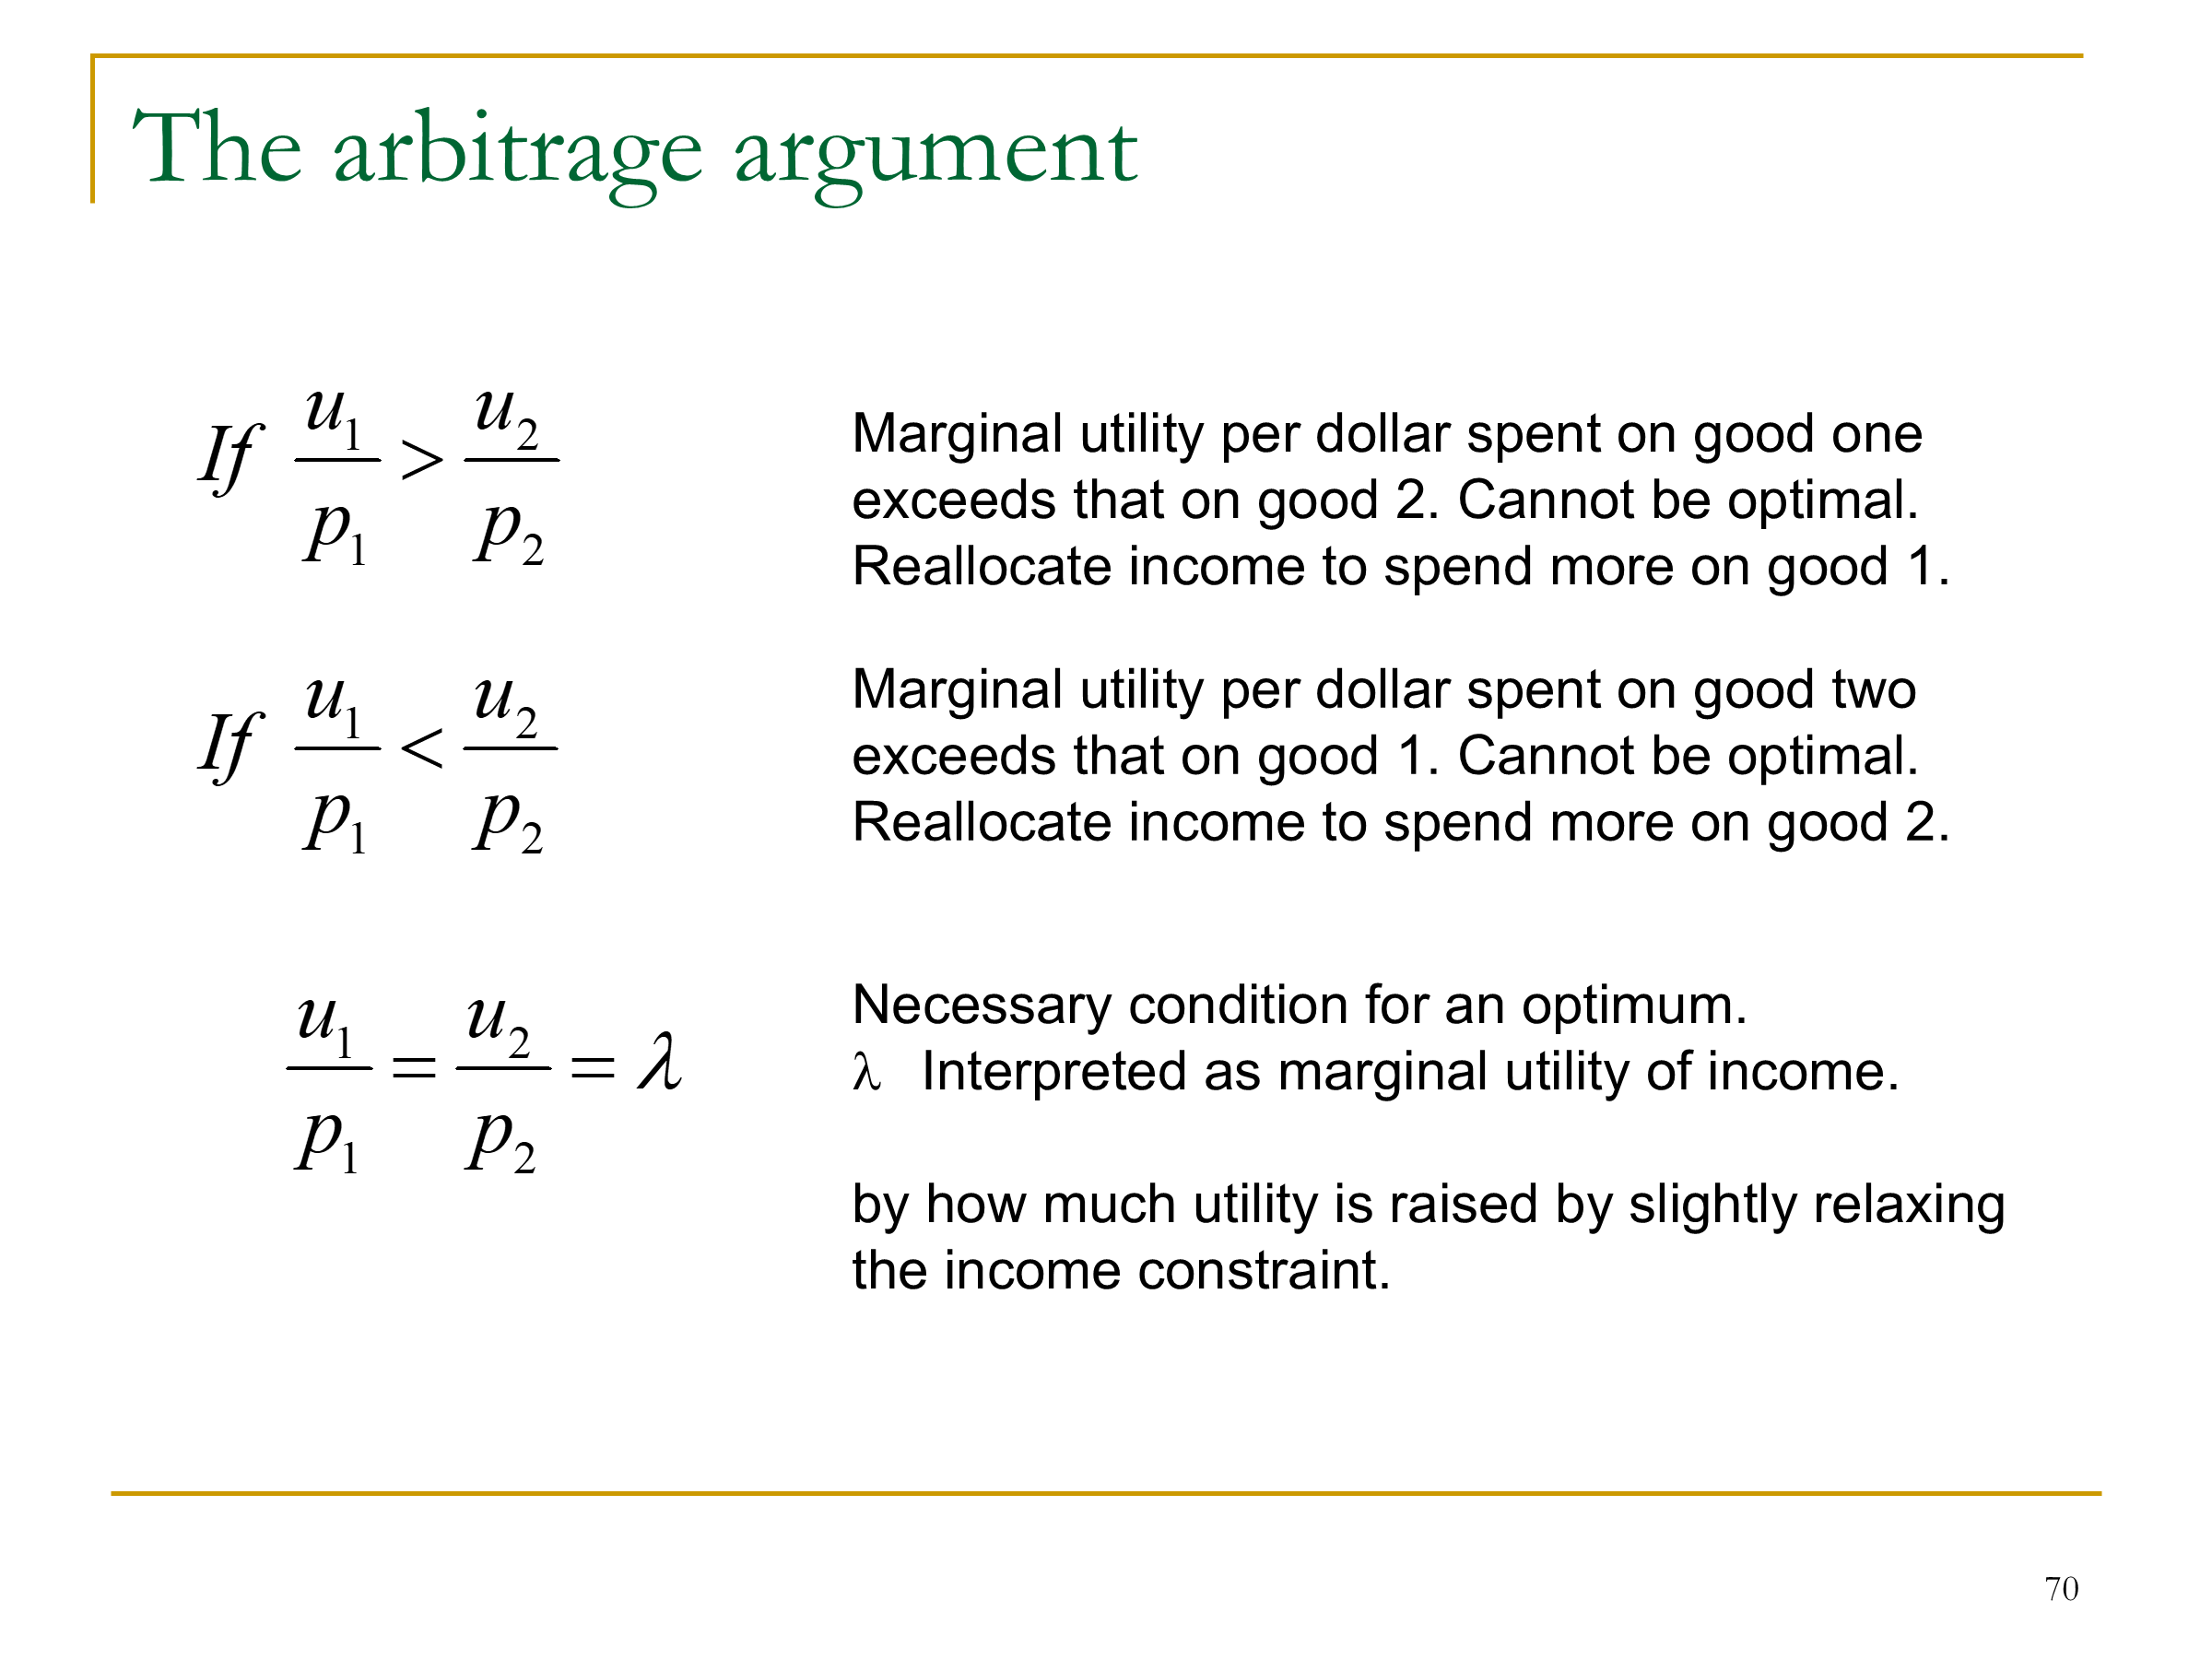 The arbitrage argument
If u₁/p₁ > u₂/p₂
Marginal utility per dollar spent on good one
exceeds that on good 2. Cannot be optimal.
Reallocate income to spend more on good 1.
If u₁/p₁ < u₂/p₂
Marginal utility per dollar spent on good two
exceeds that on good 1. Cannot be optimal.
Reallocate income to spend more on good 2.
u₁/p₁ = u₂/p₂ = λ
Necessary condition for an optimum.
λ Interpreted as marginal utility of income.
by how much utility is raised by slightly relaxing
the income constraint.
70